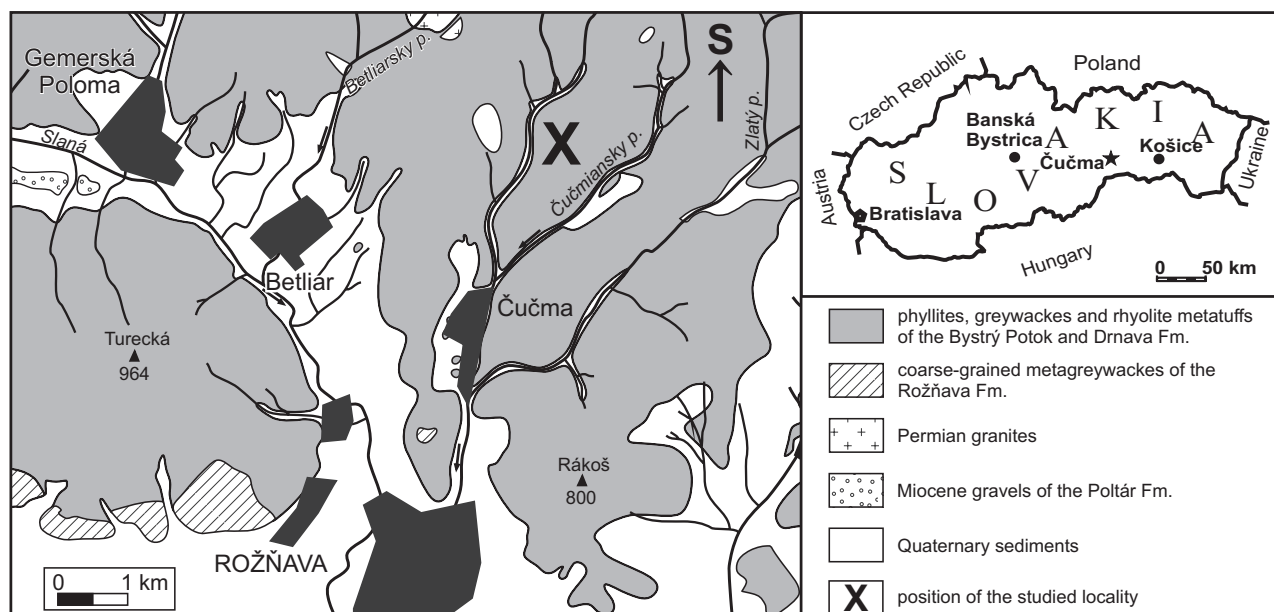 Gemerská
Poloma
Betliarsky p.
S
Slaná
X
Čučmiansky p.
Zlatý p.
Betliar
Čučma
Turecká
964
Rákoš
800
ROŽŇAVA
0 1 km
Czech Republic
Poland
Banská
Bystrica
Čučma
Košice
S L O V A K I A
Austria
Bratislava
Ukraine
Hungary
0 50 km
phyllites, greywackes and rhyolite metatuffs
of the Bystrý Potok and Drnava Fm.
coarse-grained metagreywackes of the
Rožňava Fm.
Permian granites
Miocene gravels of the Poltár Fm.
Quaternary sediments
X position of the studied locality